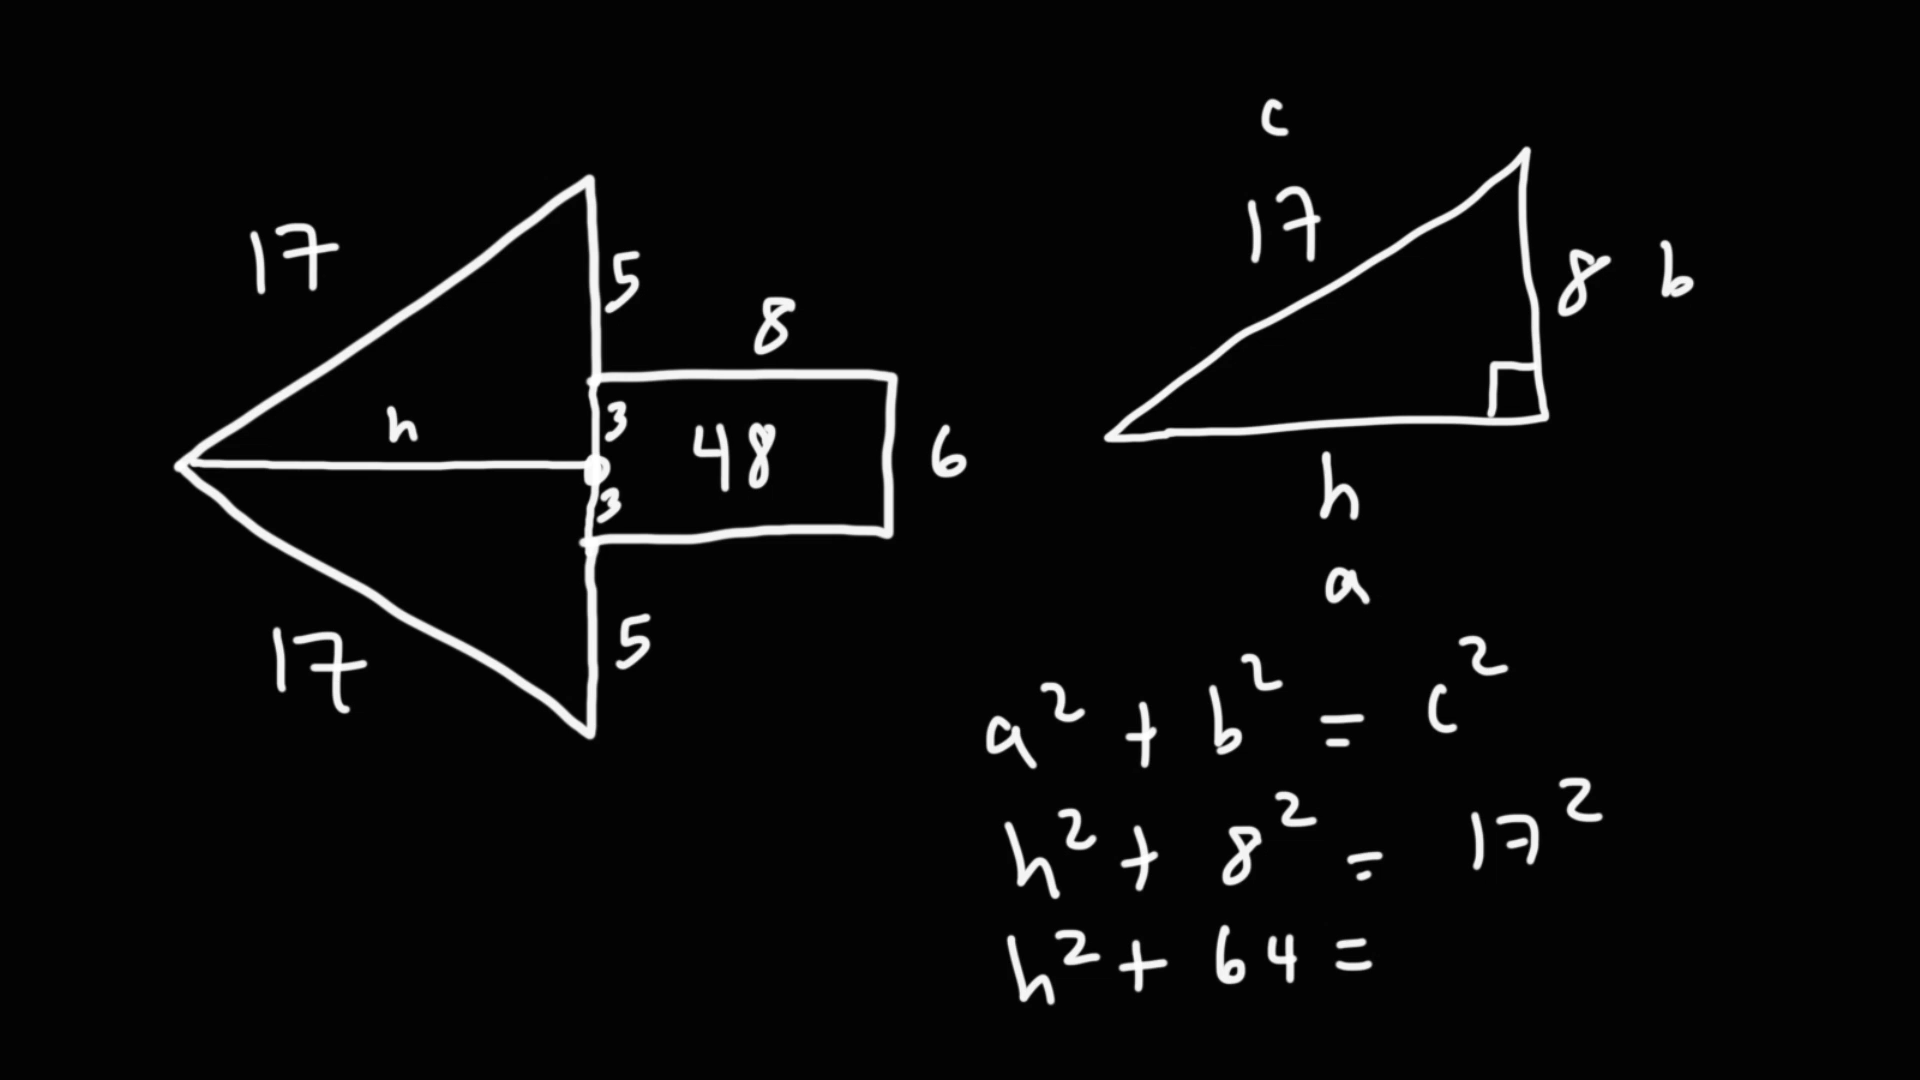 17
5
8
h
3
48
6
3
17
5
c
17
8 b
h
a
a² + b² = c²
h² + 8² = 17²
h² + 64 =